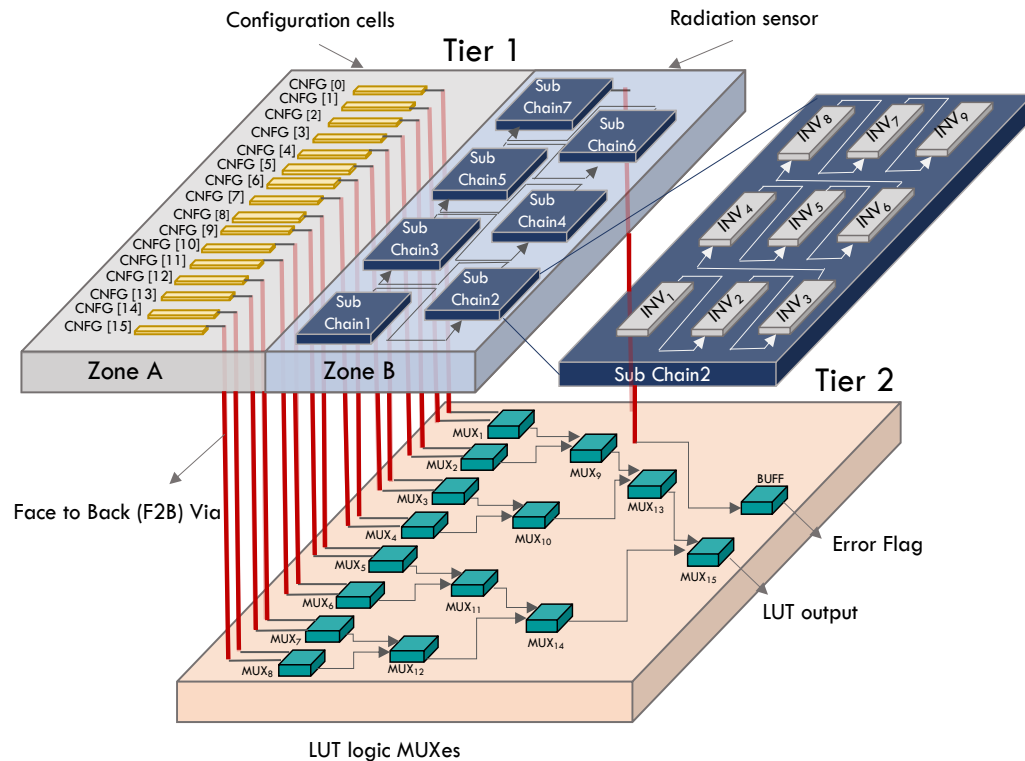 Configuration cells
Radiation sensor
Tier 1
CNFG [0]
CNFG [1]
CNFG [2]
CNFG [3]
CNFG [4]
CNFG [5]
CNFG [6]
CNFG [7]
CNFG [8]
CNFG [9]
CNFG [10]
CNFG [11]
CNFG [12]
CNFG [13]
CNFG [14]
CNFG [15]
Sub
Chain7
Sub
Chain6
Sub
Chain5
Sub
Chain4
Sub
Chain3
Sub
Chain2
Sub
Chain1
Zone A
Zone B
INV8
INV7
INV9
INV4
INV5
INV6
INV1
INV2
INV3
Sub Chain2
Tier 2
MUX1
MUX2
MUX9
MUX3
MUX13
BUFF
MUX4
MUX10
MUX5
MUX15
MUX6
MUX11
MUX7
MUX14
MUX8
MUX12
Face to Back (F2B) Via
Error Flag
LUT output
LUT logic MUXes